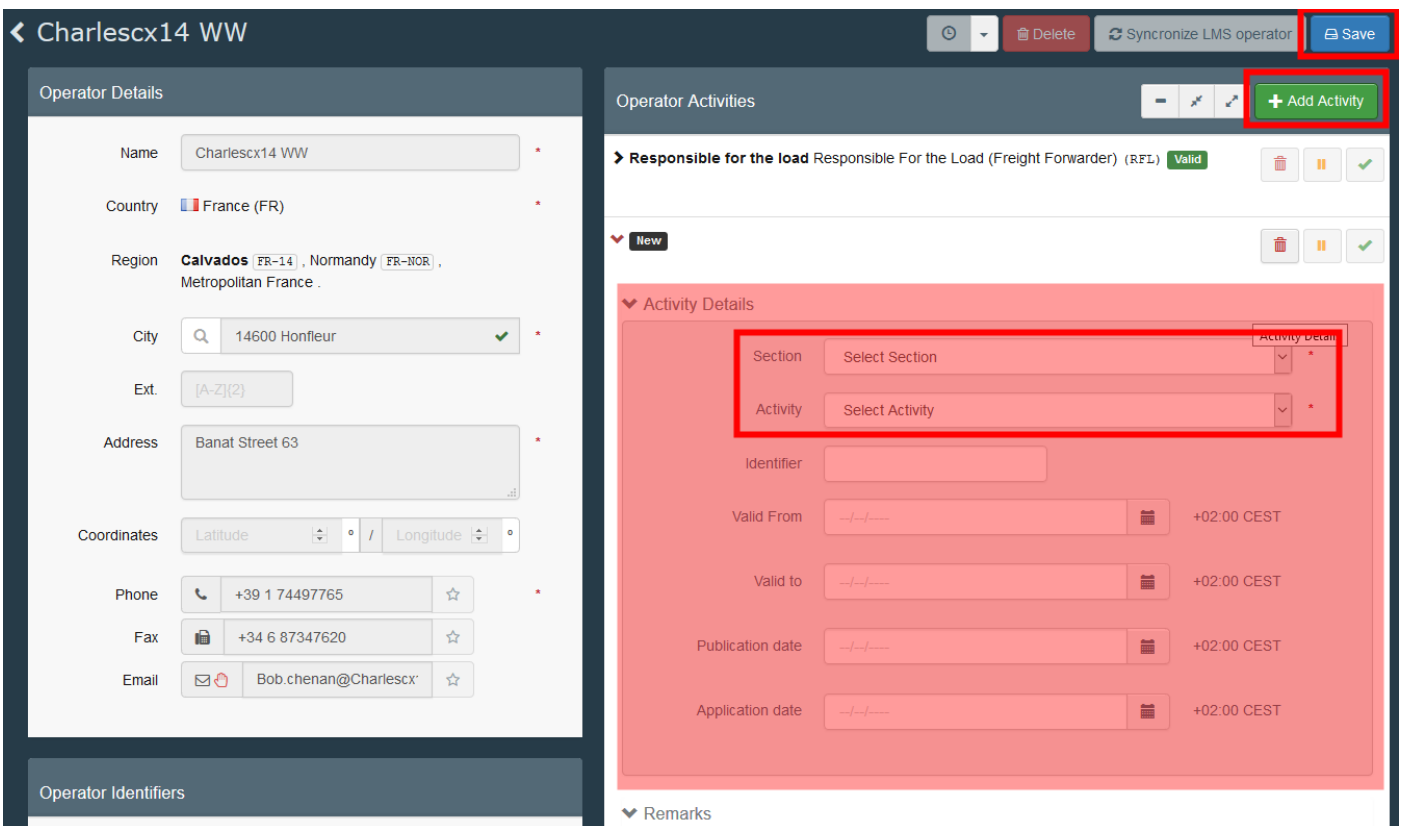 Charlescx14 WW
Delete
Syncronize LMS operator
Save
Operator Details
Name
Charlescx14 WW
*
Country
France (FR)
*
Region
Calvados FR-14 , Normandy FR-NOR ,
Metropolitan France .
City
14600 Honfleur
*
Ext.
[A-Z]{2}
Address
Banat Street 63
*
Coordinates
Latitude
°
/
Longitude
°
Phone
+39 1 74497765
*
Fax
+34 6 87347620
Email
Bob.chenan@Charlescx
Operator Identifiers
Operator Activities
Add Activity
Responsible for the load Responsible For the Load (Freight Forwarder) (RFL) Valid
New
Activity Details
Activity Detail
Section
Select Section
*
Activity
Select Activity
*
Identifier
Valid From
--/--/----
+02:00 CEST
Valid to
--/--/----
+02:00 CEST
Publication date
--/--/----
+02:00 CEST
Application date
--/--/----
+02:00 CEST
Remarks